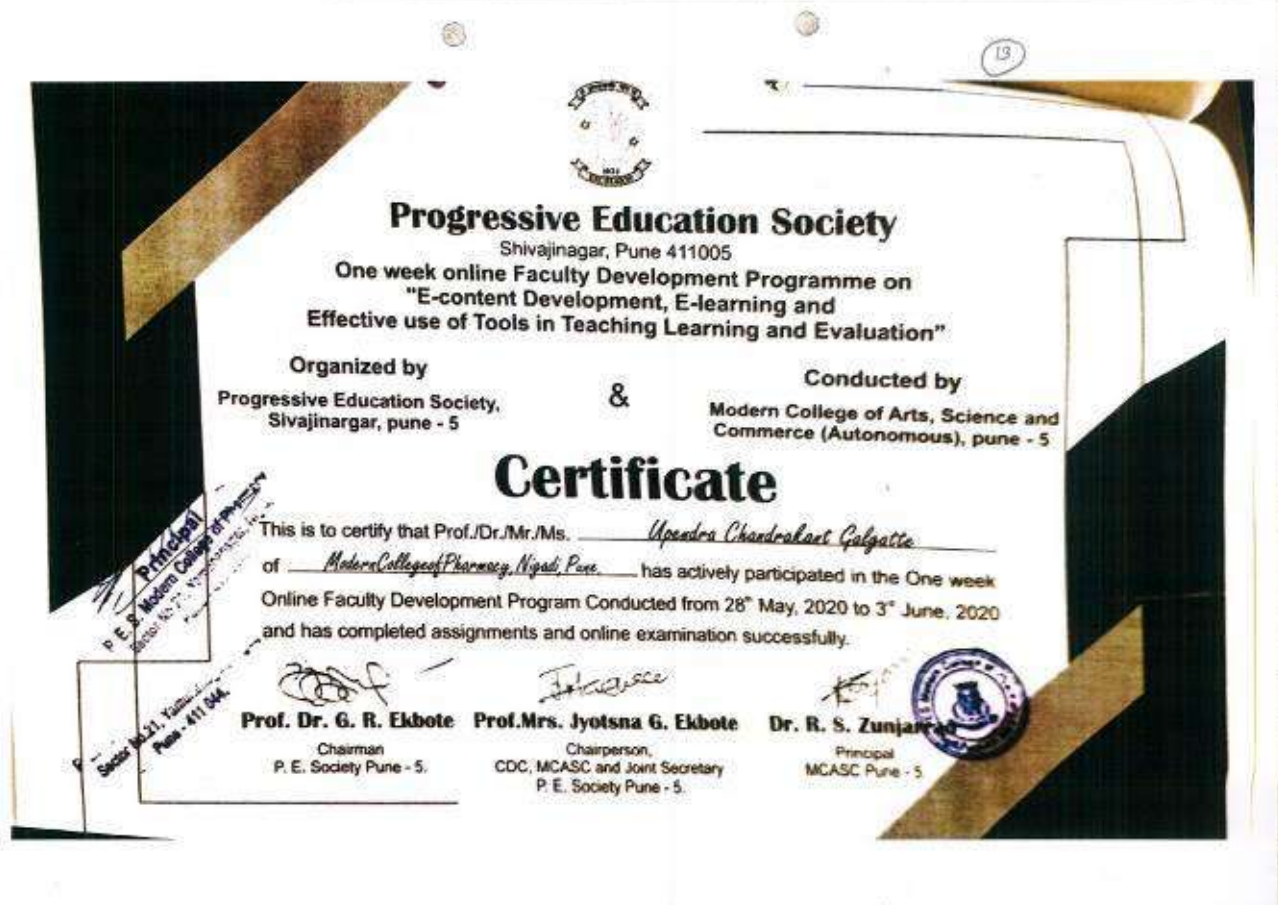 13
Progressive Education Society
Shivajinagar, Pune 411005
One week online Faculty Development Programme on
"E-content Development, E-learning and
Effective use of Tools in Teaching Learning and Evaluation"
Organized by
Progressive Education Society,
Sivajinargar, pune - 5
&
Conducted by
Modern College of Arts, Science and
Commerce (Autonomous), pune - 5
Certificate
This is to certify that Prof./Dr./Mr./Ms. Upendra Chandrakant Galgatte
of ModernCollegeofPharmacy, Nigadi, Pune. has actively participated in the One week
Online Faculty Development Program Conducted from 28" May, 2020 to 3" June, 2020
and has completed assignments and online examination successfully.
Principal
P. E. S. Modern College of Pharmacy
Sector No.21, 
Pune - 411 044.
Prof. Dr. G. R. Ekbote
Chairman
P. E. Society Pune - 5.
Prof.Mrs. Jyotsna G. Ekbote
Chairperson,
CDC, MCASC and Joint Secretary
P. E. Society Pune - 5.
Dr. R. S. Zunjarrao
Principal
MCASC Pune - 5